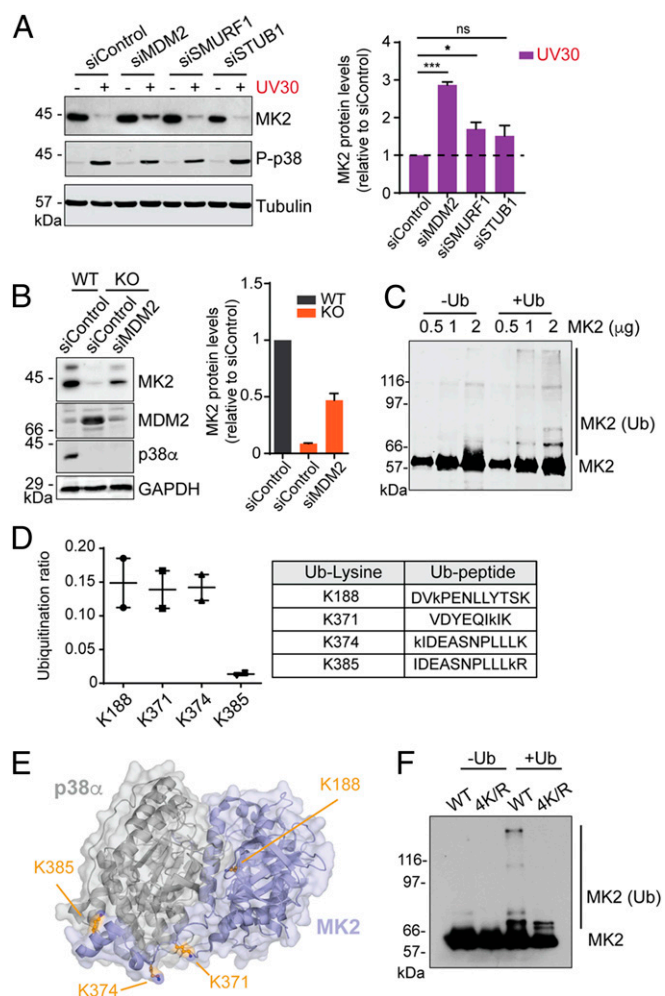 A
siControl siMDM2 siSMURF1 siSTUB1
- + - + - + - + UV30
45 - MK2
45 - P-p38
57 - Tubulin
kDa
ns
*
***
UV30
MK2 protein levels
(relative to siControl)
4
3
2
1
0
siControl
siMDM2
siSMURF1
siSTUB1
B
WT KO
siControl siControl siMDM2
45 - MK2
MDM2
66 -
45 -
p38α
29 - GAPDH
kDa
MK2 protein levels
(relative to siControl)
1.5
1
0.5
0
WT
KO
siControl
siControl
siMDM2
C
-Ub +Ub
0.5 1 2 0.5 1 2 MK2 (μg)
116 -
97 -
66 -
57 -
kDa
MK2 (Ub)
MK2
D
Ubiquitination ratio
0.20
0.15
0.10
0.05
0
K188
K371
K374
K385
Ub-Lysine Ub-peptide
K188 DVkPENLLYTSK
K371 VDYEQIkIK
K374 kIDEASNPLLLK
K385 IDEASNPLLLkR
E
p38α
K188
K385
MK2
K374
K371
F
-Ub +Ub
WT 4K/R WT 4K/R
116-
97-
66 -
57 -
kDa
MK2 (Ub)
MK2